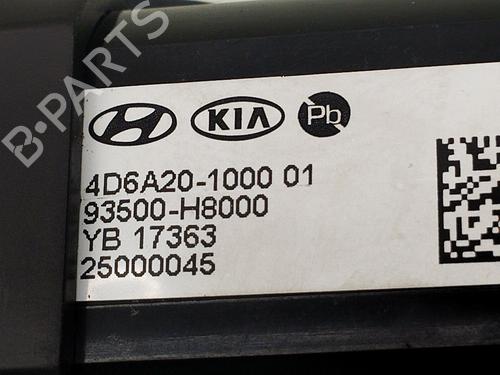 B-PARTS
KIA Pb
4D6A20-1000 01
93500-H8000
YB 17363
25000045